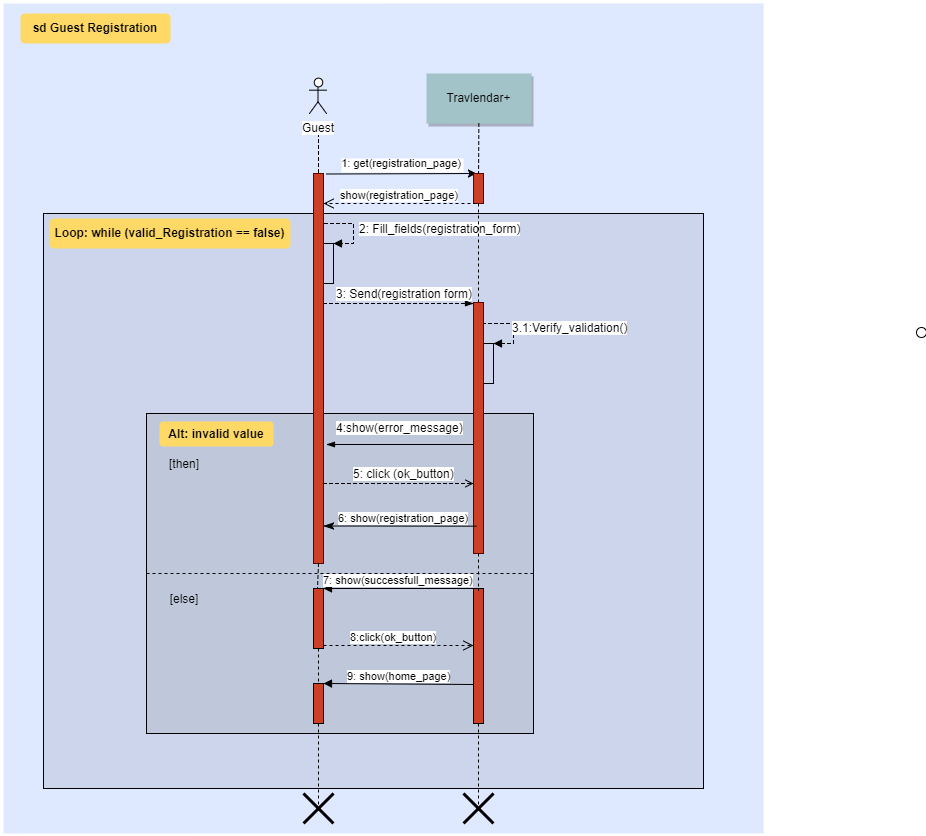 sd Guest Registration
Travlendar+
Guest
1: get(registration_page)
show(registration_page)
Loop: while (valid_Registration == false)
2: Fill_fields(registration_form)
3: Send(registration form)
3.1:Verify_validation()
Alt: invalid value
4:show(error_message)
[then]
5: click (ok_button)
6: show(registration_page)
7: show(successfull_message)
[else]
8:click(ok_button)
9: show(home_page)